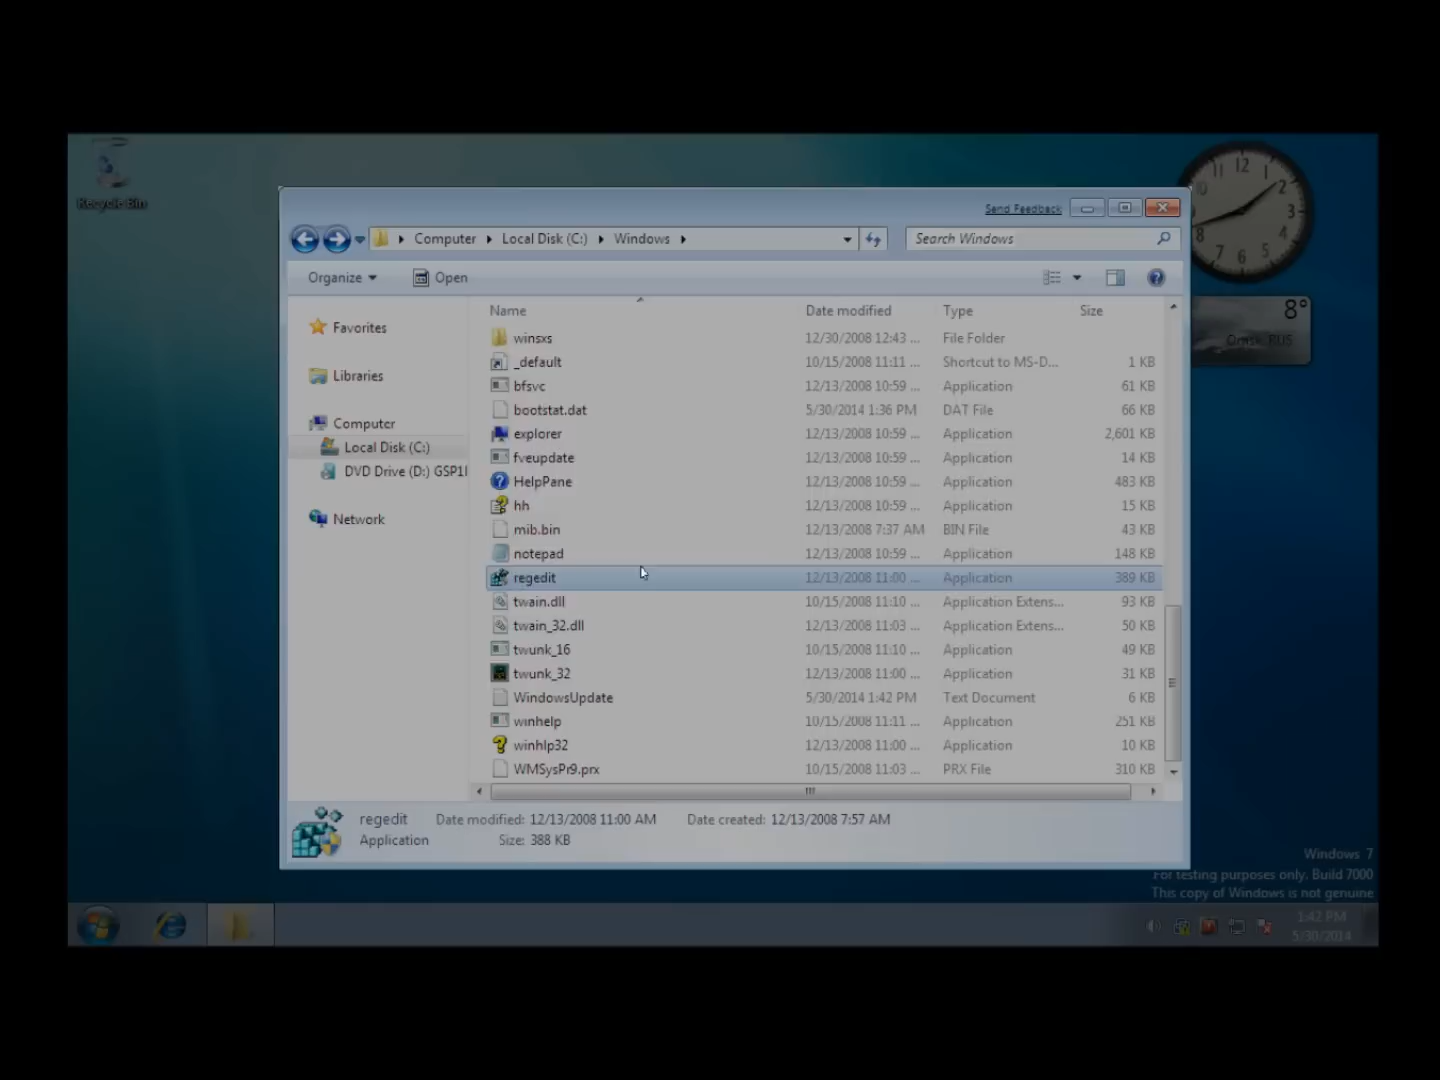 Recycle Bin
Send Feedback
Computer
Local Disk (C:)
Windows
Search Windows
Organize
Open
Name
Date modified
Type
Size
Favorites
Libraries
Computer
Local Disk (C:)
DVD Drive (D:) GSP1
Network
winsxs 12/30/2008 12:43 ... File Folder
_default 10/15/2008 11:11 ... Shortcut to MS-D... 1 KB
bfsvc 12/13/2008 10:59 ... Application 61 KB
bootstat.dat 5/30/2014 1:36 PM DAT File 66 KB
explorer 12/13/2008 10:59 ... Application 2,601 KB
fveupdate 12/13/2008 10:59 ... Application 14 KB
HelpPane 12/13/2008 10:59 ... Application 483 KB
hh 12/13/2008 10:59 ... Application 15 KB
mib.bin 12/13/2008 7:37 AM BIN File 43 KB
notepad 12/13/2008 10:59 ... Application 148 KB
regedit 12/13/2008 11:00 ... Application 389 KB
twain.dll 10/15/2008 11:10 ... Application Extens... 93 KB
twain_32.dll 12/13/2008 11:03 ... Application Extens... 50 KB
twunk_16 10/15/2008 11:10 ... Application 49 KB
twunk_32 12/13/2008 11:00 ... Application 31 KB
WindowsUpdate 5/30/2014 1:42 PM Text Document 6 KB
winhelp 10/15/2008 11:11 ... Application 251 KB
winhlp32 12/13/2008 11:00 ... Application 10 KB
WMSysPr9.prx 10/15/2008 11:03 ... PRX File 310 KB
regedit Date modified: 12/13/2008 11:00 AM Date created: 12/13/2008 7:57 AM
Application Size: 388 KB
12
1
2
3
4
5
6
7
8
9
10
11
8°
Omsk, RUS
Windows 7
For testing purposes only. Build 7000
This copy of Windows is not genuine
1:42 PM
5/30/2014